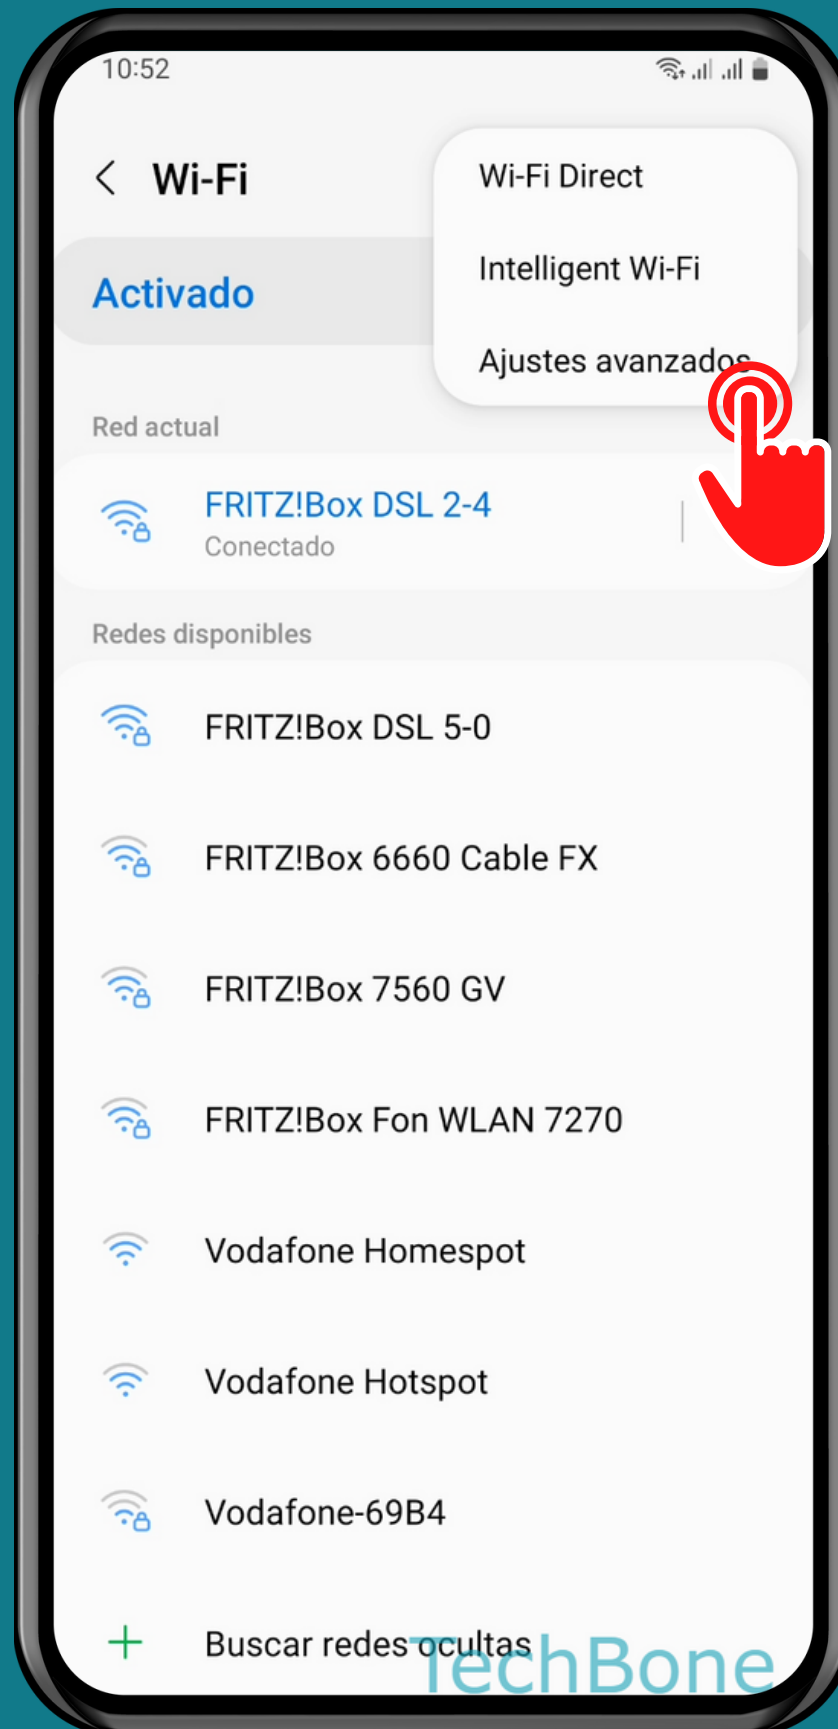 10:52
Wi-Fi
Wi-Fi Direct
Intelligent Wi-Fi
Ajustes avanzados
Activado
Red actual
FRITZ!Box DSL 2-4
Conectado
Redes disponibles
FRITZ!Box DSL 5-0
FRITZ!Box 6660 Cable FX
FRITZ!Box 7560 GV
FRITZ!Box Fon WLAN 7270
Vodafone Homespot
Vodafone Hotspot
Vodafone-69B4
Buscar redes ocultas
TechBone